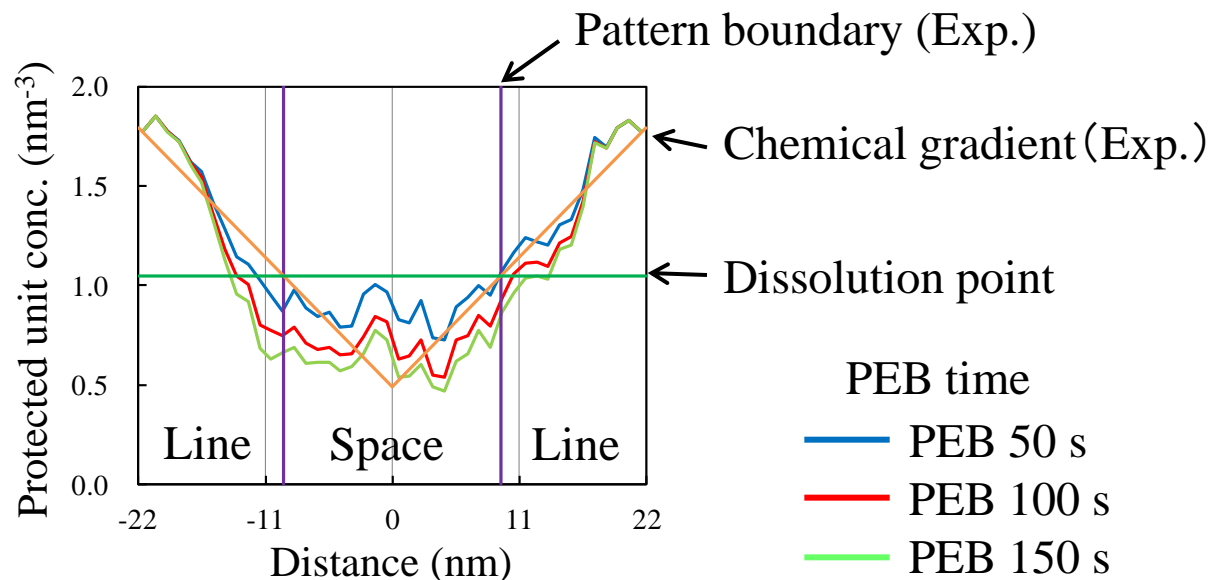 Pattern boundary (Exp.)
Chemical gradient（Exp.）
Dissolution point
Protected unit conc. (nm⁻³)
2.0
1.5
1.0
0.5
0.0
Line
Space
Line
-22
-11
0
11
22
Distance (nm)
PEB time
PEB 50 s
PEB 100 s
PEB 150 s